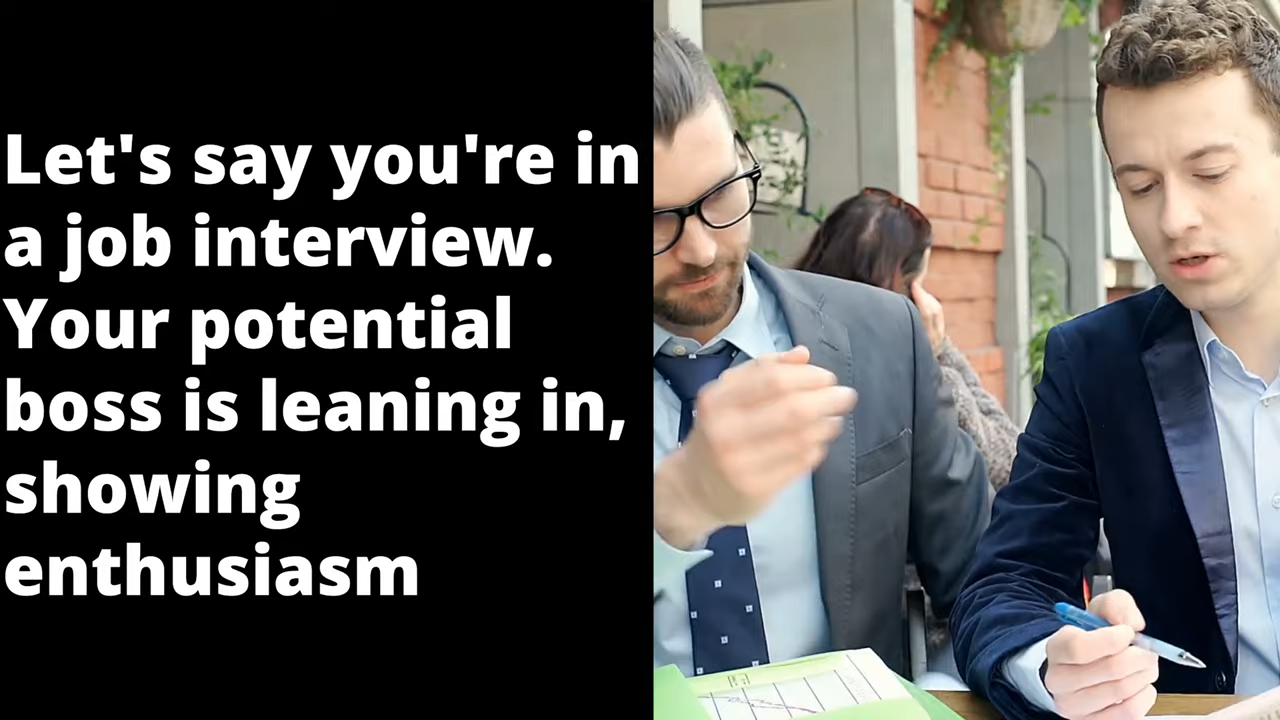 Let's say you're in
a job interview.
Your potential
boss is leaning in,
showing
enthusiasm